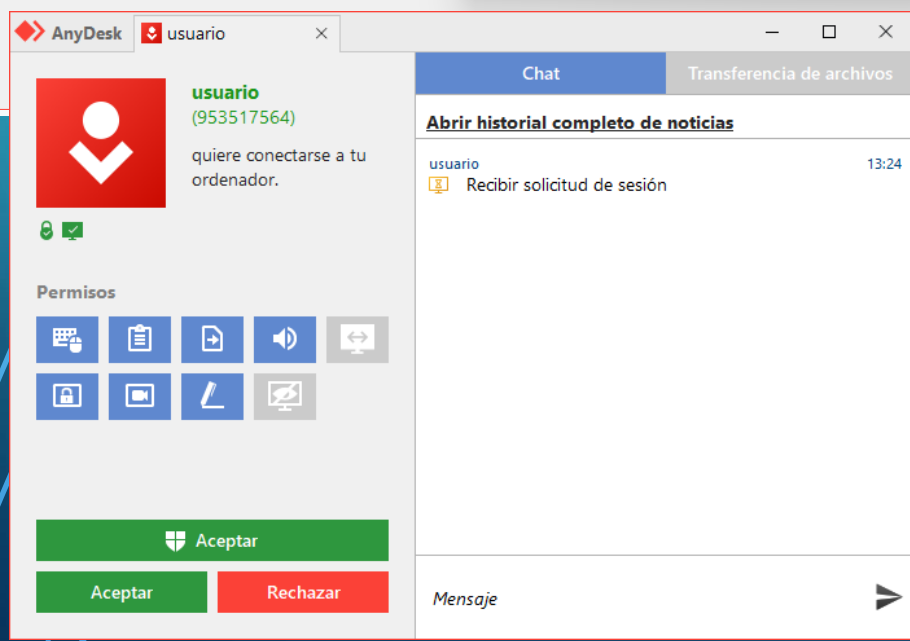 AnyDesk
usuario
usuario
(953517564)
quiere conectarse a tu
ordenador.
Permisos
Aceptar
Aceptar
Rechazar
Chat
Transferencia de archivos
Abrir historial completo de noticias
usuario
13:24
Recibir solicitud de sesión
Mensaje